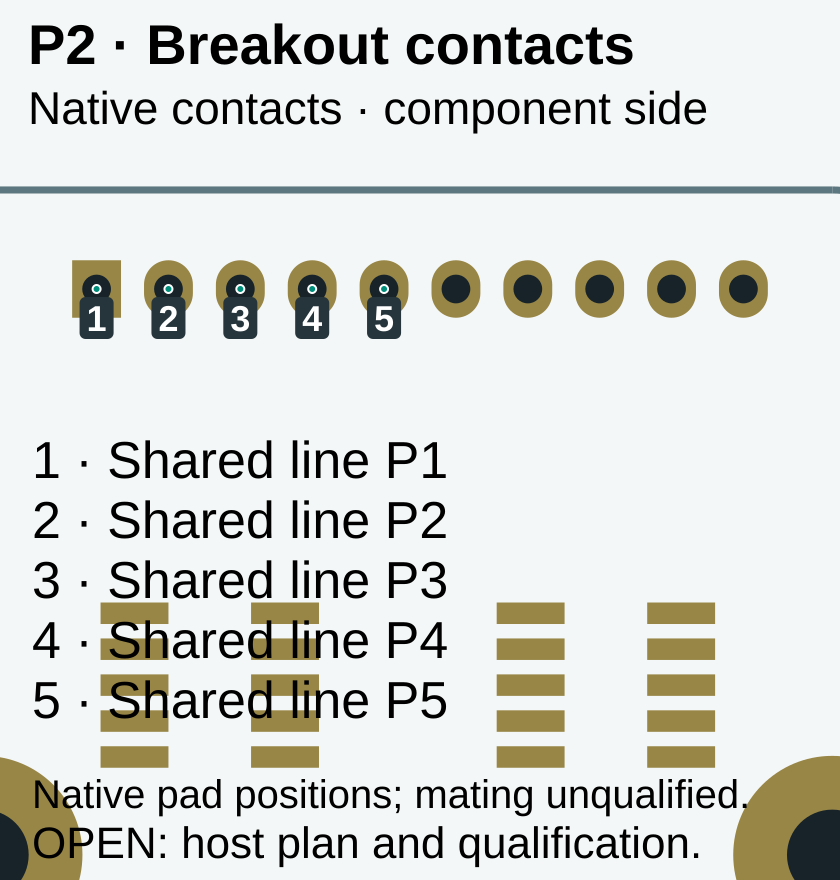 P2 · Breakout contacts
Native contacts · component side
1 2 3 4 5
1 · Shared line P1
2 · Shared line P2
3 · Shared line P3
4 · Shared line P4
5 · Shared line P5
Native pad positions; mating unqualified.
OPEN: host plan and qualification.